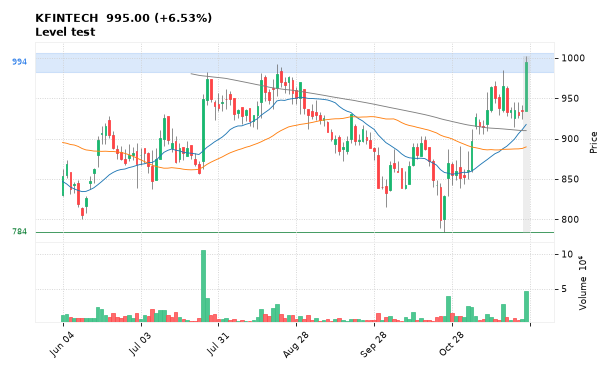 KFINTECH 995.00 (+6.53%)
Level test
994
1000
950
900
850
800
Price
784
10
5
Volume 10⁶
Jun 04
Jul 03
Jul 31
Aug 28
Sep 28
Oct 28